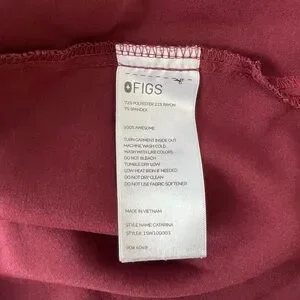 FIGS
72% POLYESTER 21% RAYON
7% SPANDEX
100% AWESOME
TURN GARMENT INSIDE OUT
MACHINE WASH COLD
WASH WITH LIKE COLORS
DO NOT BLEACH
TUMBLE DRY LOW
LOW HEAT IRON IF NEEDED
DO NOT DRY CLEAN
DO NOT USE FABRIC SOFTENER
MADE IN VIETNAM
STYLE NAME CATARINA
STYLE#:
PO#